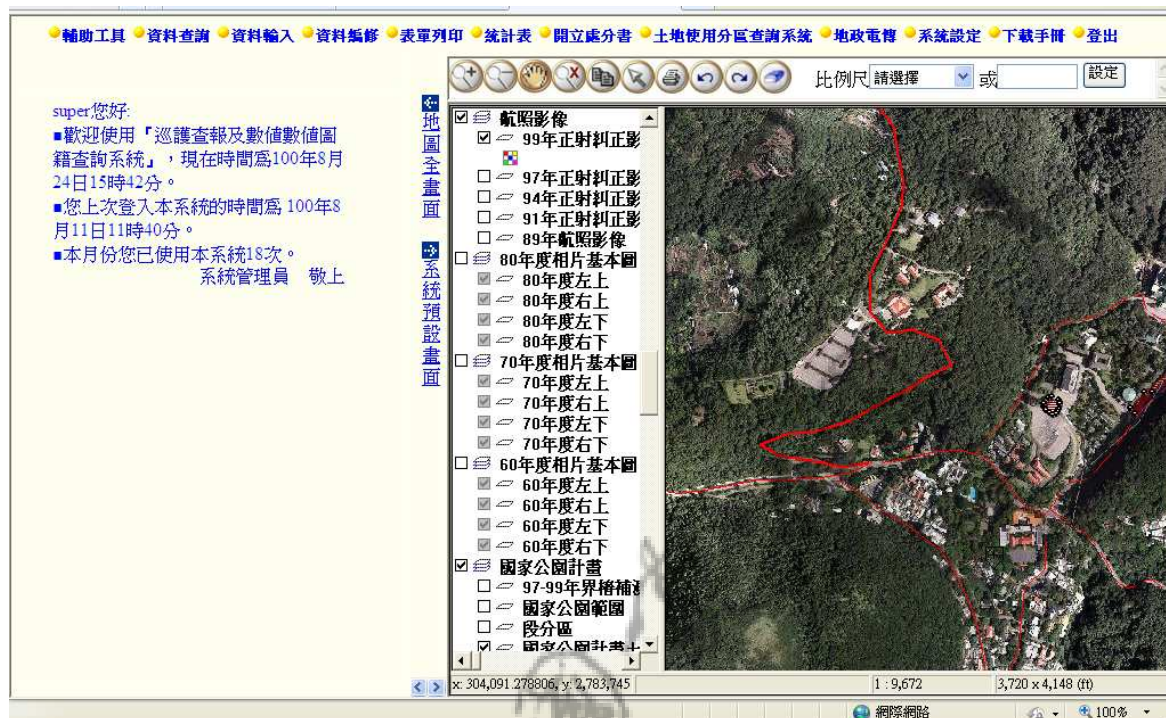 輔助工具 資料查詢 資料輸入 資料編修 表單列印 統計表 開立處分書 土地使用分區查詢系統 地政電傳 系統設定 下載手冊 登出
比例尺 請選擇 或 設定
super您好:
■歡迎使用『巡護查報及數值數值圖
籍查詢系統』，現在時間為100年8月
24日15時42分。
■您上次登入本系統的時間為 100年8
月11日11時40分。
■本月份您已使用本系統18次。
系統管理員 敬上
地圖全畫面
系統預設畫面
航照影像
99年正射糾正影
97年正射糾正影
94年正射糾正影
91年正射糾正影
89年航照影像
80年度相片基本圖
80年度左上
80年度右上
80年度左下
80年度右下
70年度相片基本圖
70年度左上
70年度右上
70年度左下
70年度右下
60年度相片基本圖
60年度左上
60年度右上
60年度左下
60年度右下
國家公園計畫
97-99年界樁補
國家公園範圍
段分區
國家公園計畫土
x: 304,091.278806, y: 2,783,745
1 : 9,672
3,720 x 4,148 (ft)
網際網路
100%